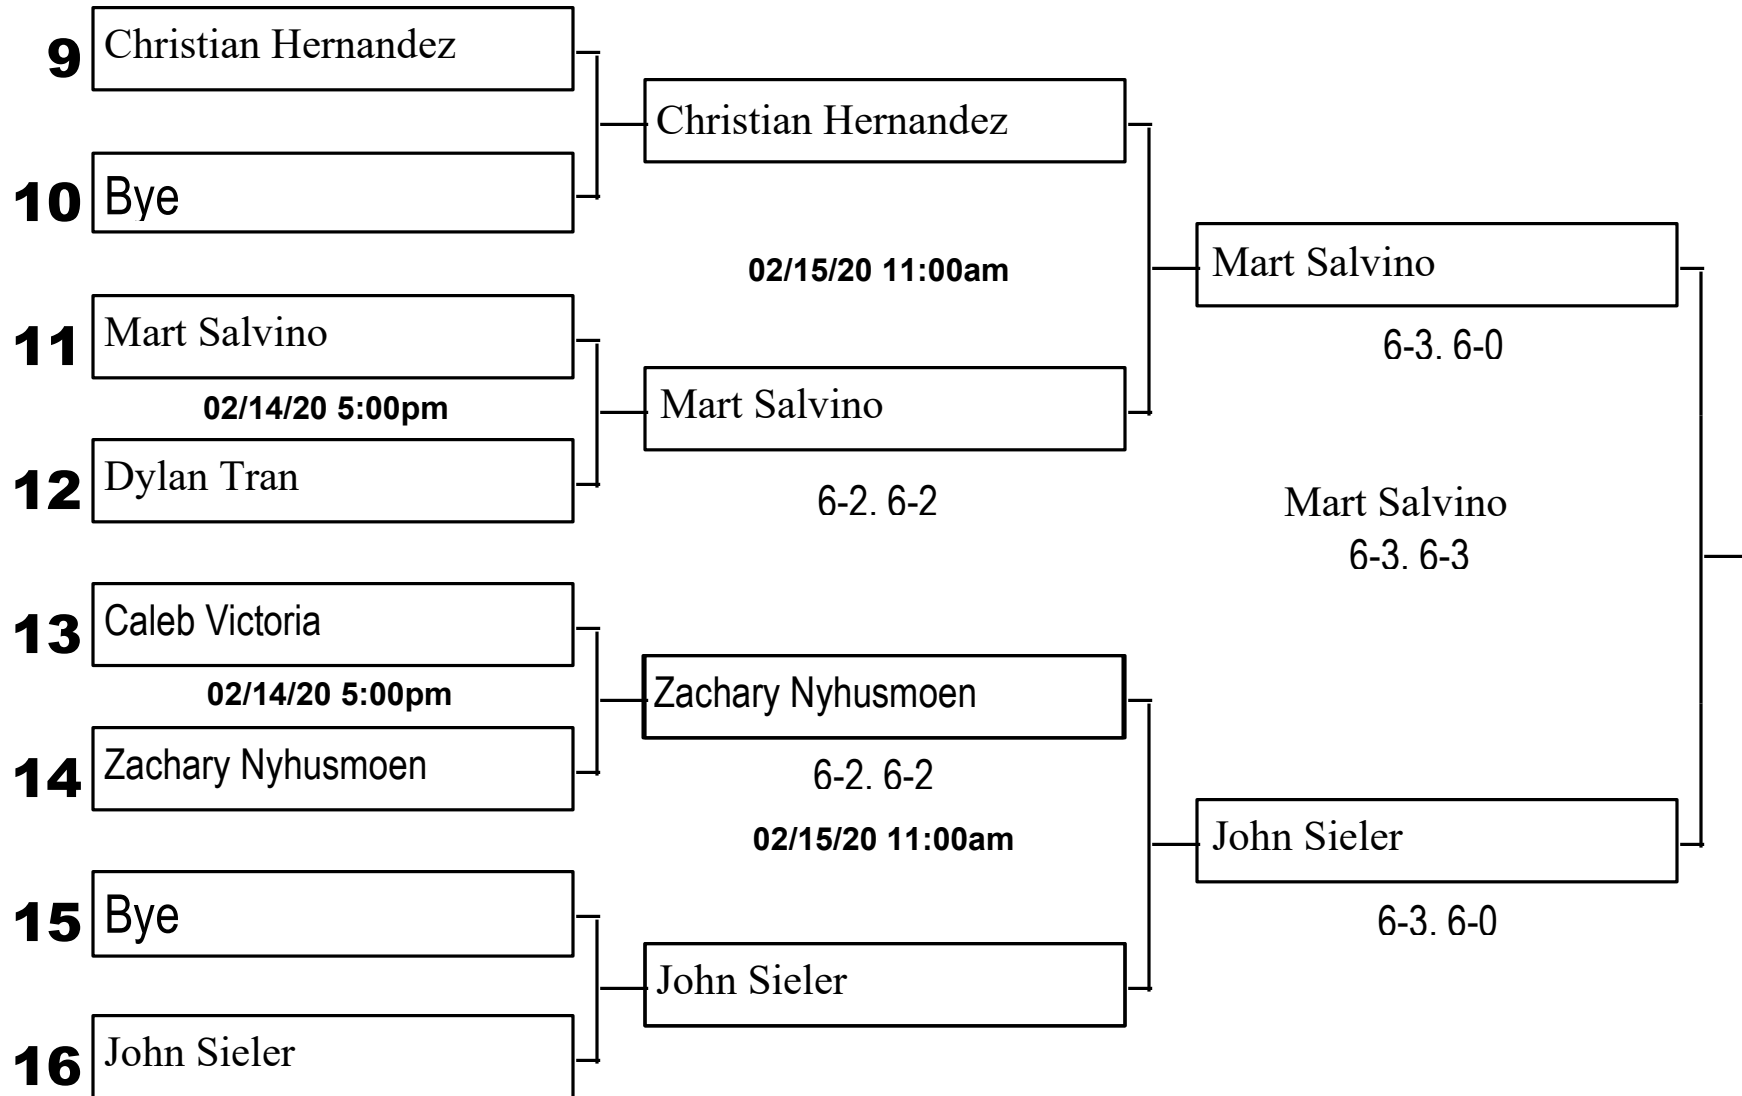 9 Christian Hernandez
Christian Hernandez
10 Bye
02/15/20 11:00am
Mart Salvino
11 Mart Salvino
6-3. 6-0
02/14/20 5:00pm
Mart Salvino
12 Dylan Tran
6-2. 6-2
Mart Salvino
6-3. 6-3
13 Caleb Victoria
02/14/20 5:00pm
Zachary Nyhusmoen
14 Zachary Nyhusmoen
6-2. 6-2
02/15/20 11:00am
John Sieler
15 Bye
6-3. 6-0
John Sieler
16 John Sieler